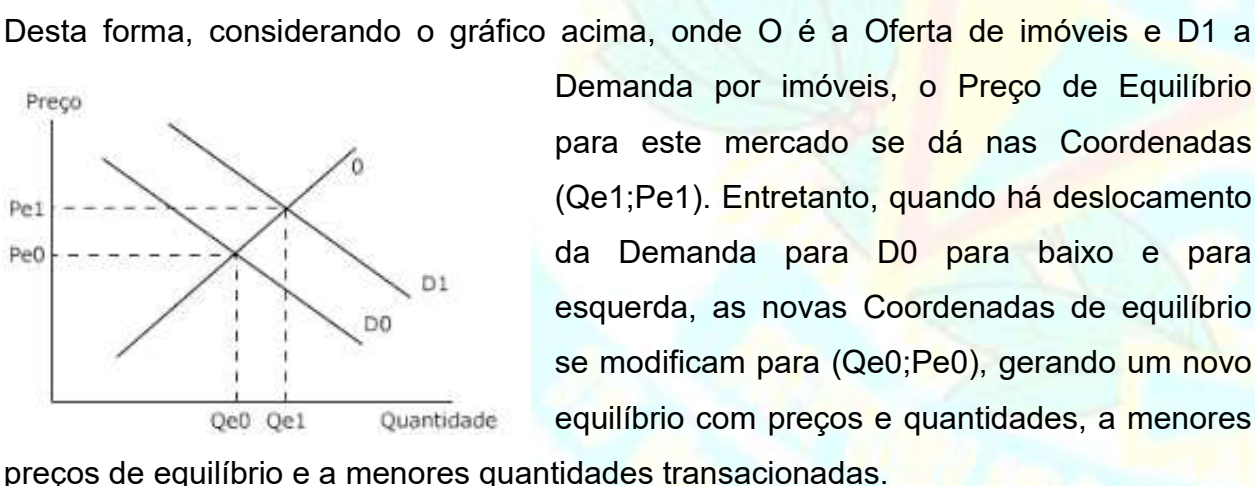 Desta forma, considerando o gráfico acima, onde O é a Oferta de imóveis e D1 a
Demanda por imóveis, o Preço de Equilíbrio
para este mercado se dá nas Coordenadas
(Qe1;Pe1). Entretanto, quando há deslocamento
da Demanda para D0 para baixo e para
esquerda, as novas Coordenadas de equilíbrio
se modificam para (Qe0;Pe0), gerando um novo
equilíbrio com preços e quantidades, a menores
preços de equilíbrio e a menores quantidades transacionadas.
Preço
0
Pe1
Pe0
D1
D0
Qe0 Qe1 Quantidade